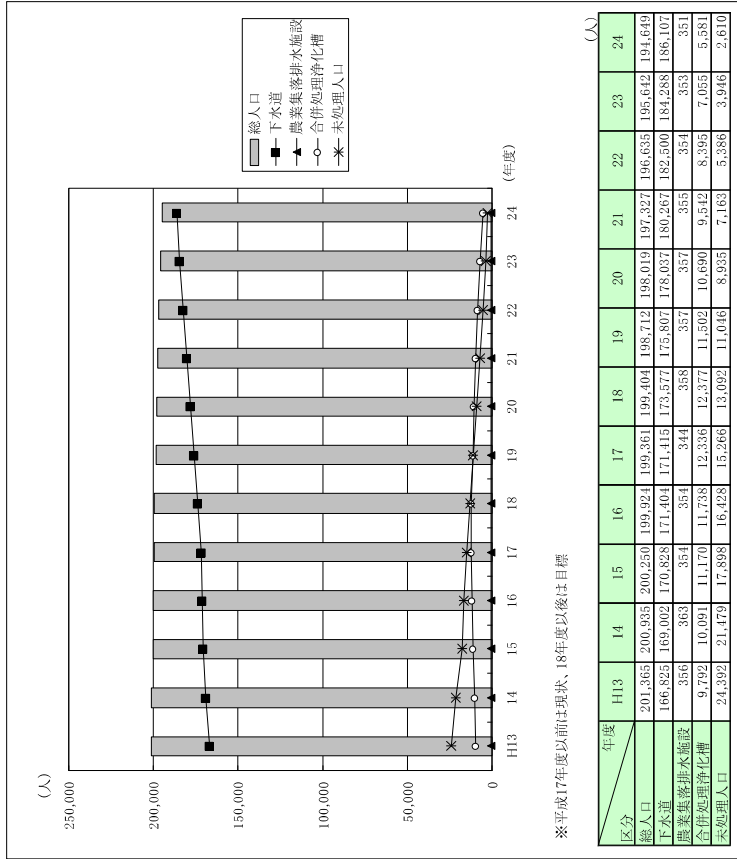 (人)
250,000
200,000
150,000
100,000
50,000
0
H13 14 15 16 17 18 19 20 21 22 23 24
(年度)
総人口
下水道
農業集落排水施設
合併処理浄化槽
未処理人口
※平成17年度以前は現状、18年度以後は目標
(人)
年度
区分 H13 14 15 16 17 18 19 20 21 22 23 24
総人口 201,365 200,935 200,250 199,924 199,361 199,404 198,712 198,019 197,327 196,635 195,642 194,649
下水道 166,825 169,002 170,828 171,404 171,415 173,577 175,807 178,037 180,267 182,500 184,288 186,107
農業集落排水施設 356 363 354 354 344 358 357 357 355 354 353 351
合併処理浄化槽 9,792 10,091 11,170 11,738 12,336 12,377 11,502 10,690 9,542 8,395 7,055 5,581
未処理人口 24,392 21,479 17,898 16,428 15,266 13,092 11,046 8,935 7,163 5,386 3,946 2,610